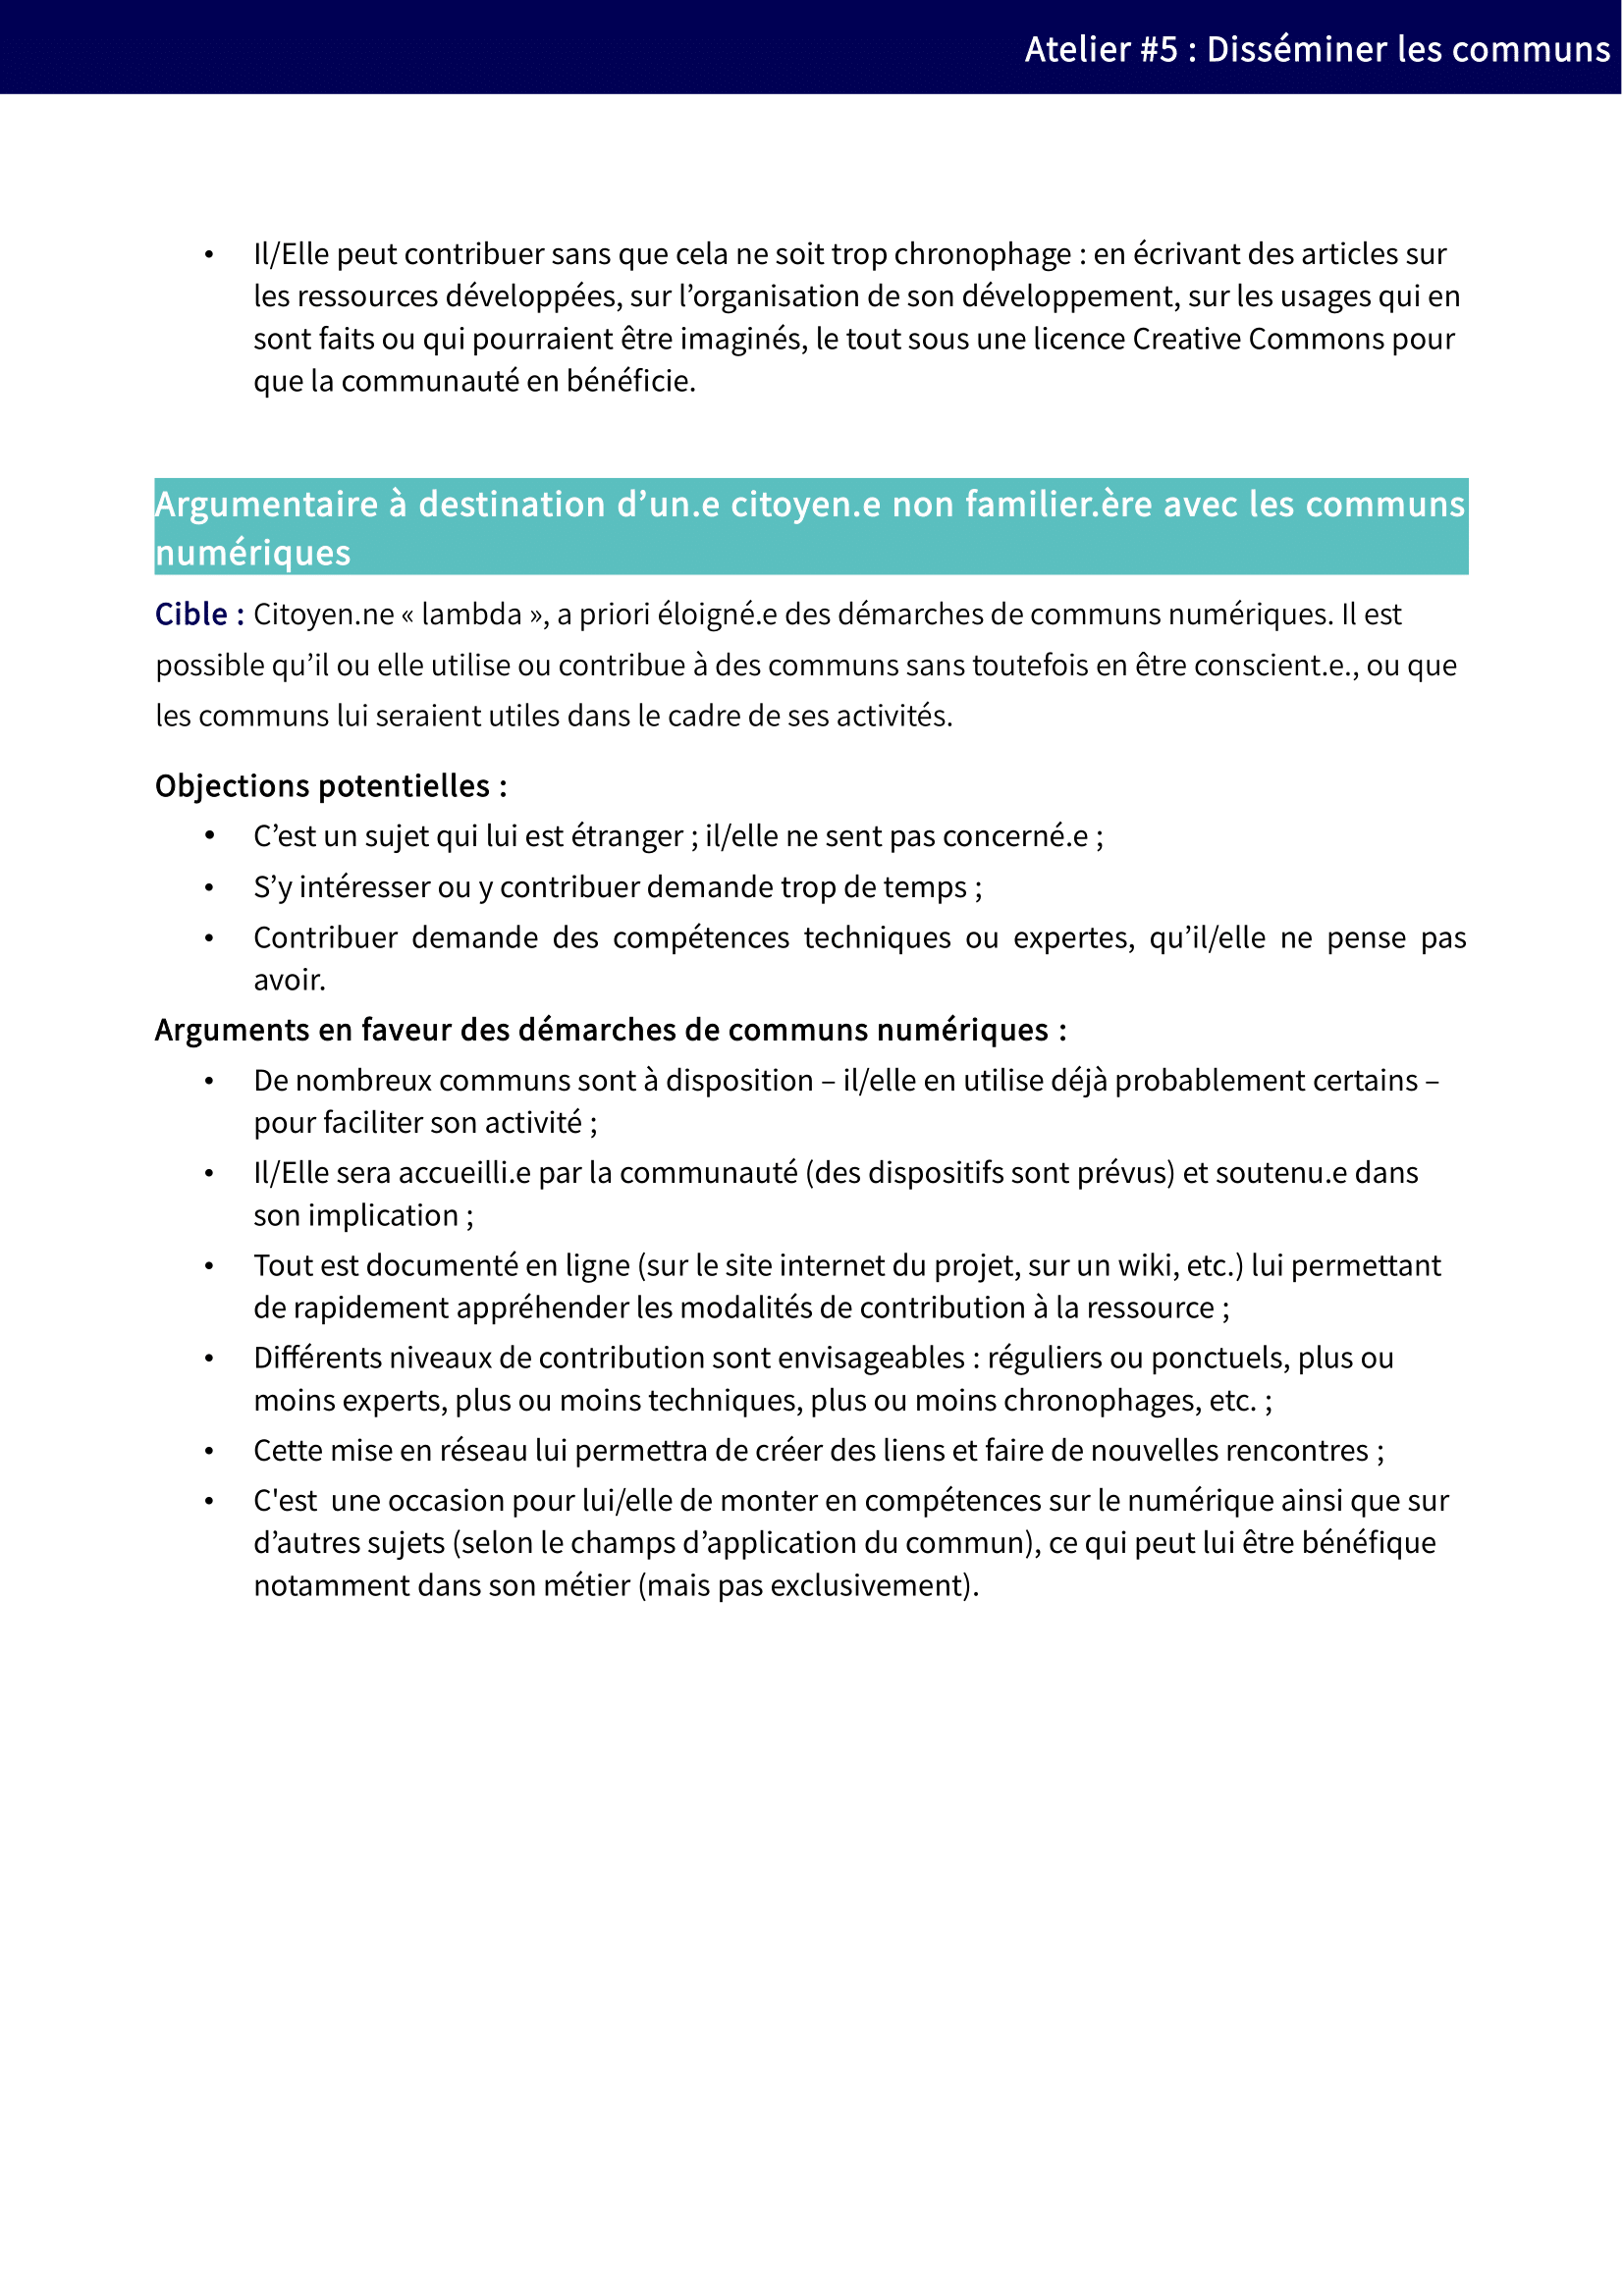 Atelier #5 : Disséminer les communs
• Il/Elle peut contribuer sans que cela ne soit trop chronophage : en écrivant des articles sur
les ressources développées, sur l’organisation de son développement, sur les usages qui en
sont faits ou qui pourraient être imaginés, le tout sous une licence Creative Commons pour
que la communauté en bénéficie.
Argumentaire à destination d’un.e citoyen.e non familier.ère avec les communs
numériques
Cible : Citoyen.ne « lambda », a priori éloigné.e des démarches de communs numériques. Il est
possible qu’il ou elle utilise ou contribue à des communs sans toutefois en être conscient.e., ou que
les communs lui seraient utiles dans le cadre de ses activités.
Objections potentielles :
• C’est un sujet qui lui est étranger ; il/elle ne sent pas concerné.e ;
• S’y intéresser ou y contribuer demande trop de temps ;
• Contribuer demande des compétences techniques ou expertes, qu’il/elle ne pense pas
avoir.
Arguments en faveur des démarches de communs numériques :
• De nombreux communs sont à disposition – il/elle en utilise déjà probablement certains –
pour faciliter son activité ;
• Il/Elle sera accueilli.e par la communauté (des dispositifs sont prévus) et soutenu.e dans
son implication ;
• Tout est documenté en ligne (sur le site internet du projet, sur un wiki, etc.) lui permettant
de rapidement appréhender les modalités de contribution à la ressource ;
• Différents niveaux de contribution sont envisageables : réguliers ou ponctuels, plus ou
moins experts, plus ou moins techniques, plus ou moins chronophages, etc. ;
• Cette mise en réseau lui permettra de créer des liens et faire de nouvelles rencontres ;
• C'est  une occasion pour lui/elle de monter en compétences sur le numérique ainsi que sur
d’autres sujets (selon le champs d’application du commun), ce qui peut lui être bénéfique
notamment dans son métier (mais pas exclusivement).